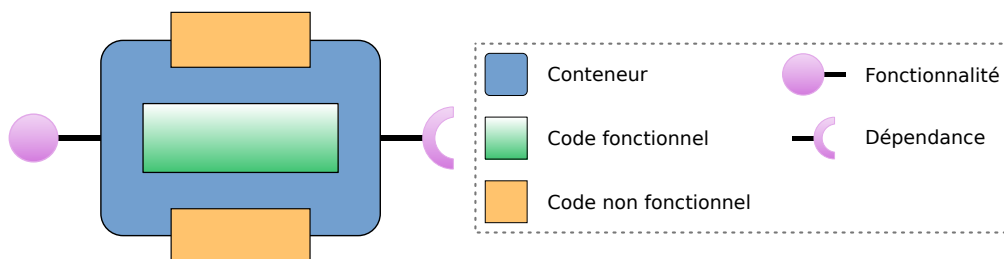 Conteneur
Fonctionnalité
Code fonctionnel
Dépendance
Code non fonctionnel